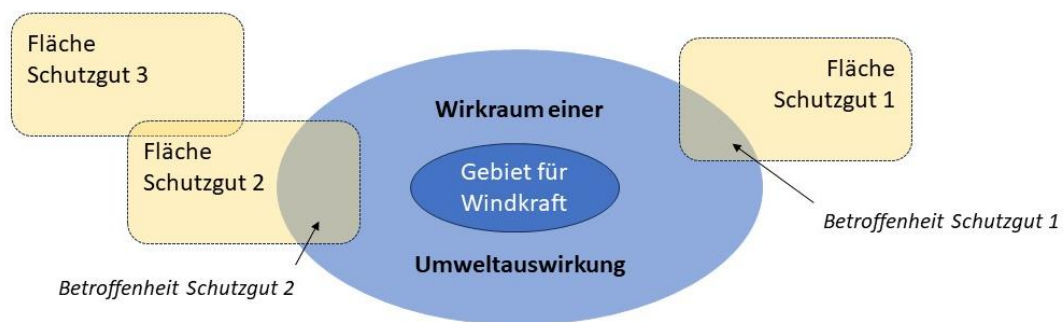 Fläche
Schutzgut 3
Fläche
Schutzgut 1
Wirkraum einer
Fläche
Schutzgut 2
Gebiet für
Windkraft
Betroffenheit Schutzgut 1
Umweltauswirkung
Betroffenheit Schutzgut 2